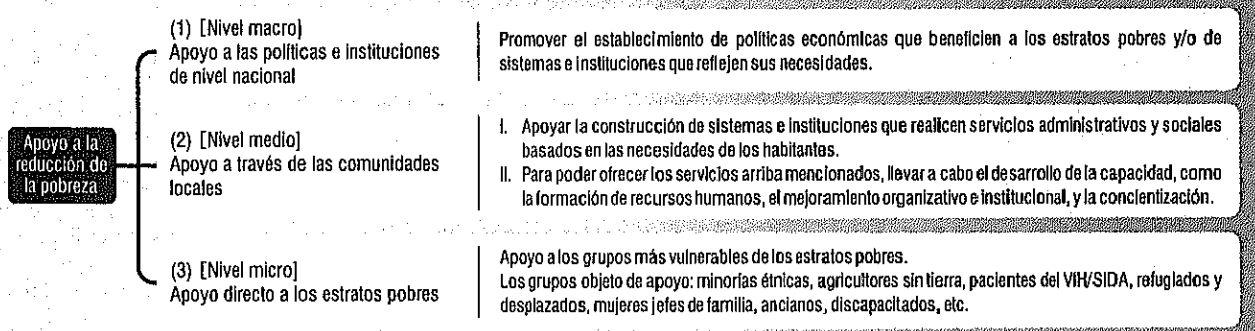 Apoyo a la
reducción de
la pobreza
(1) [Nivel macro]
Apoyo a las políticas e instituciones
de nivel nacional
Promover el establecimiento de políticas económicas que beneficien a los estratos pobres y/o de
sistemas e instituciones que reflejen sus necesidades.
(2) [Nivel medio]
Apoyo a través de las comunidades
locales
I. Apoyar la construcción de sistemas e instituciones que realicen servicios administrativos y sociales
basados en las necesidades de los habitantes.
II. Para poder ofrecer los servicios arriba mencionados, llevar a cabo el desarrollo de la capacidad, como
la formación de recursos humanos, el mejoramiento organizativo e institucional, y la concientización.
(3) [Nivel micro]
Apoyo directo a los estratos pobres
Apoyo a los grupos más vulnerables de los estratos pobres.
Los grupos objeto de apoyo: minorías étnicas, agricultores sin tierra, pacientes del VIH/SIDA, refugiados y
desplazados, mujeres jefes de familia, ancianos, discapacitados, etc.